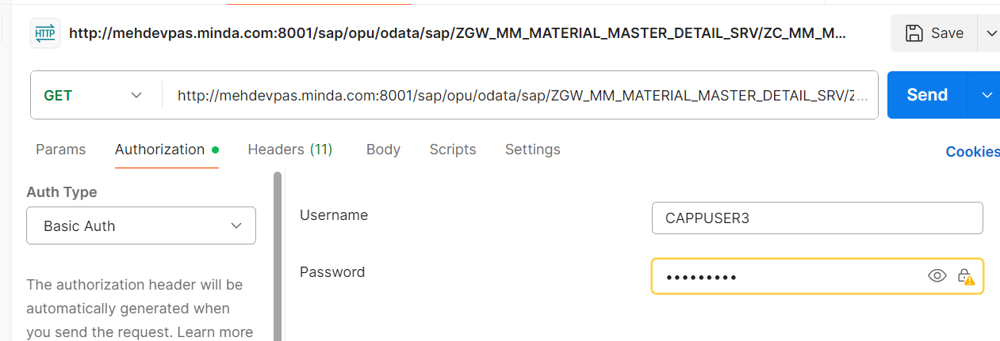 HTTP http://mehdevpas.minda.com:8001/sap/opu/odata/sap/ZGW_MM_MATERIAL_MASTER_DETAIL_SRV/ZC_MM_M... Save
GET http://mehdevpas.minda.com:8001/sap/opu/odata/sap/ZGW_MM_MATERIAL_MASTER_DETAIL_SRV/Z... Send
Params Authorization Headers (11) Body Scripts Settings Cookies
Auth Type
Basic Auth
The authorization header will be
automatically generated when
you send the request. Learn more
Username CAPPUSER3
Password •••••••••